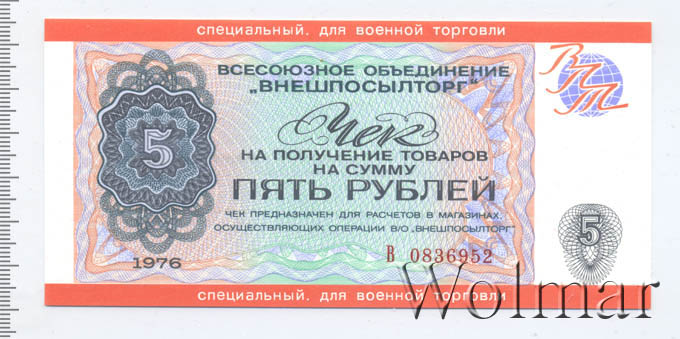 СПЕЦИАЛЬНЫЙ. ДЛЯ ВОЕННОЙ ТОРГОВЛИ
ВСЕСОЮЗНОЕ ОБЪЕДИНЕНИЕ
„ВНЕШПОСЫЛТОРГ"
ВПТ
Чек
НА ПОЛУЧЕНИЕ ТОВАРОВ
НА СУММУ
5
ПЯТЬ РУБЛЕЙ
ЧЕК ПРЕДНАЗНАЧЕН ДЛЯ РАСЧЕТОВ В МАГАЗИНАХ,
ОСУЩЕСТВЛЯЮЩИХ ОПЕРАЦИИ В/О „ВНЕШПОСЫЛТОРГ"
5
1976
В 0836952
СПЕЦИАЛЬНЫЙ. ДЛЯ ВОЕННОЙ ТОРГОВЛИ
Wolmar